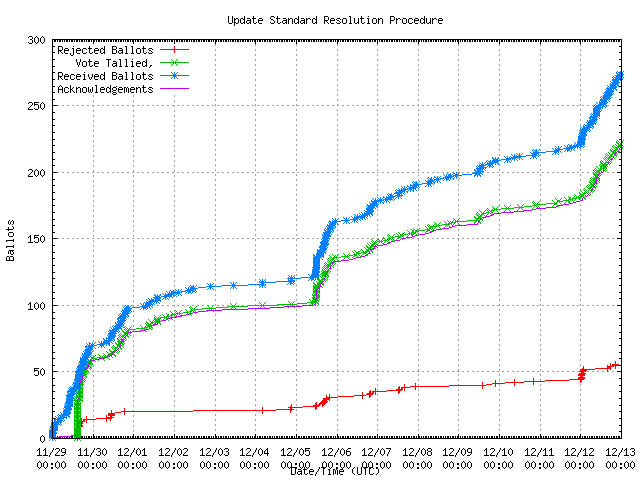 Update Standard Resolution Procedure
300
250
200
150
100
50
0
Ballots
Rejected Ballots
Vote Tallied,
Received Ballots
Acknowledgements
11/29 11/30 12/01 12/02 12/03 12/04 12/05 12/06 12/07 12/08 12/09 12/10 12/11 12/12 12/13
00:00 00:00 00:00 00:00 00:00 00:00 00:00 00:00 00:00 00:00 00:00 00:00 00:00 00:00 00:00
Date/Time (UTC)